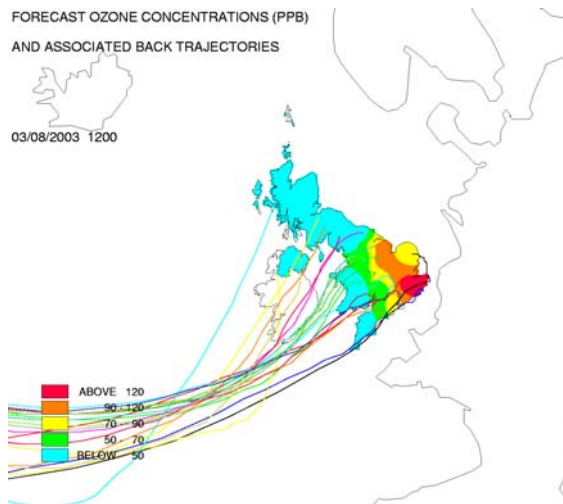 FORECAST OZONE CONCENTRATIONS (PPB)
AND ASSOCIATED BACK TRAJECTORIES
03/08/2003 1200
ABOVE 120
90 - 120
70 - 90
50 - 70
BELOW 50